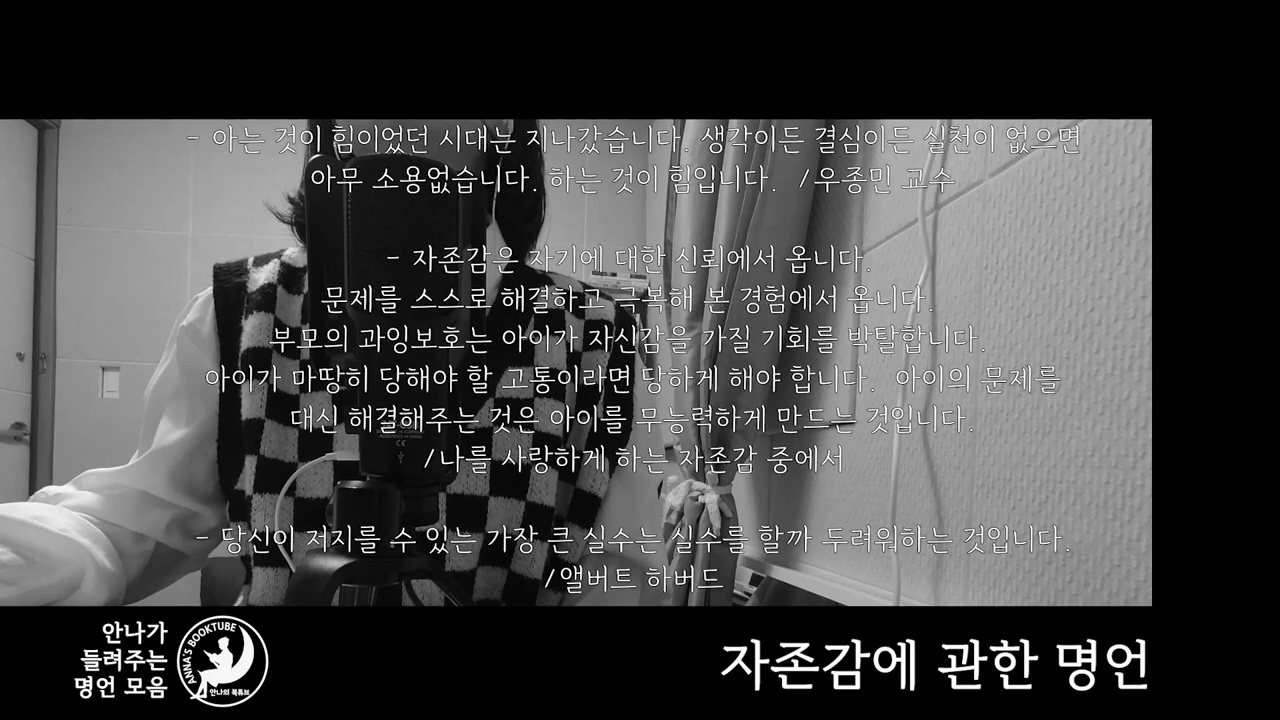 - 아는 것이 힘이었던 시대는 지나갔습니다. 생각이든 결심이든 실천이 없으면
아무 소용없습니다. 하는 것이 힘입니다. /우종민 교수
- 자존감은 자기에 대한 신뢰에서 옵니다.
문제를 스스로 해결하고 극복해 본 경험에서 옵니다.
부모의 과잉보호는 아이가 자신감을 가질 기회를 박탈합니다.
아이가 마땅히 당해야 할 고통이라면 당하게 해야 합니다. 아이의 문제를
대신 해결해주는 것은 아이를 무능력하게 만드는 것입니다.
/나를 사랑하게 하는 자존감 중에서
- 당신이 저지를 수 있는 가장 큰 실수는 실수를 할까 두려워하는 것입니다.
/앨버트 하버드
안나가
들려주는
명언 모음
ANNA'S BOOKTUBE
안나의 북튜브
자존감에 관한 명언